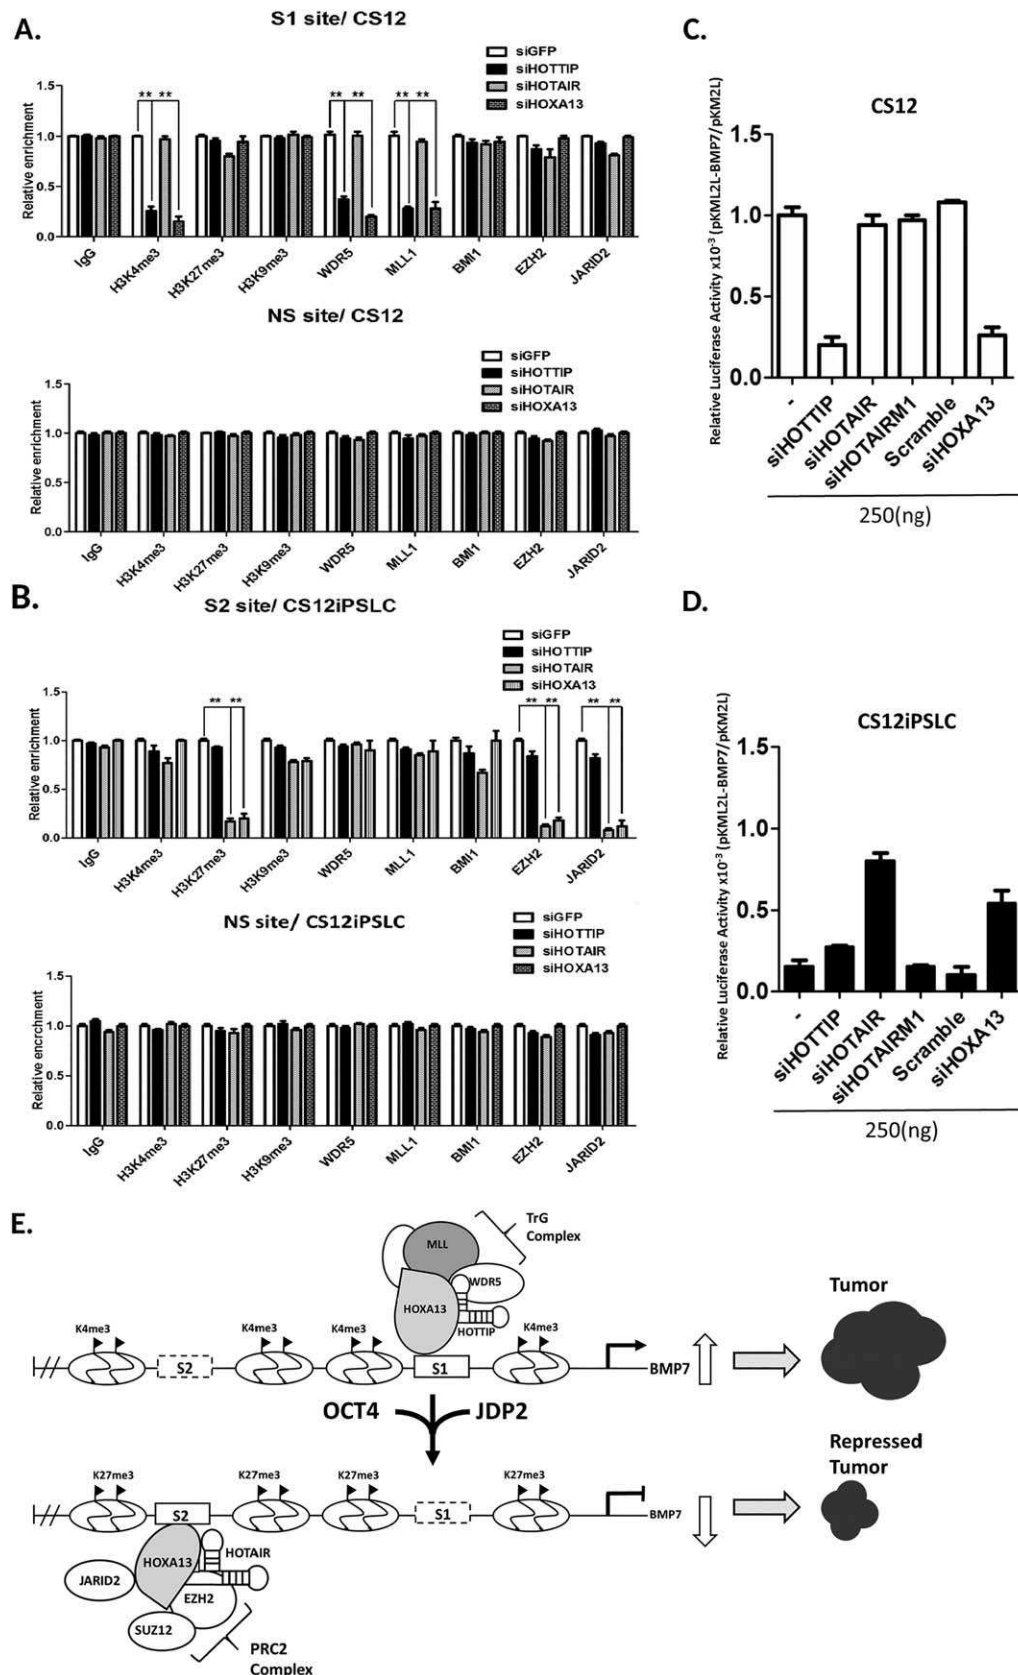 A.
S1 site/ CS12
siGFP
siHOTTIP
siHOTAIR
siHOXA13
Relative enrichment
1.5
1.0
0.5
0.0
** ** ** ** ** **
IgG H3K4me3 H3K27me3 H3K9me3 WDR5 MLL1 BMI1 EZH2 JARID2
NS site/ CS12
siGFP
siHOTTIP
siHOTAIR
siHOXA13
Relative enrichment
1.5
1.0
0.5
0.0
IgG H3K4me3 H3K27me3 H3K9me3 WDR5 MLL1 BMI1 EZH2 JARID2
B.
S2 site/ CS12iPSLC
siGFP
siHOTTIP
siHOTAIR
siHOXA13
Relative enrichment
1.5
1.0
0.5
0.0
** ** ** ** ** **
IgG H3K4me3 H3K27me3 H3K9me3 WDR5 MLL1 BMI1 EZH2 JARID2
NS site/ CS12iPSLC
siGFP
siHOTTIP
siHOTAIR
siHOXA13
Relative encrchment
1.5
1.0
0.5
0.0
IgG H3K4me3 H3K27me3 H3K9me3 WDR5 MLL1 BMI1 EZH2 JARID2
C.
CS12
Relative Luciferase Activity x10⁻³ (pKML2L-BMP7/pKM2L)
1.5
1.0
0.5
0.0
- siHOTTIP siHOTAIR siHOTAIRM1 Scramble siHOXA13
250(ng)
D.
CS12iPSLC
Relative Luciferase Activity x10⁻³ (pKML2L-BMP7/pKM2L)
1.5
1.0
0.5
0.0
- siHOTTIP siHOTAIR siHOTAIRM1 Scramble siHOXA13
250(ng)
E.
TrG
Complex
MLL
WDR5
HOXA13
HOTTIP
K4me3 K4me3 K4me3 K4me3
S2 S1 BMP7
Tumor
OCT4 JDP2
Repressed
Tumor
K27me3 K27me3 K27me3 K27me3
S2 S1 BMP7
HOXA13
HOTAIR
JARID2
EZH2
SUZ12
PRC2
Complex